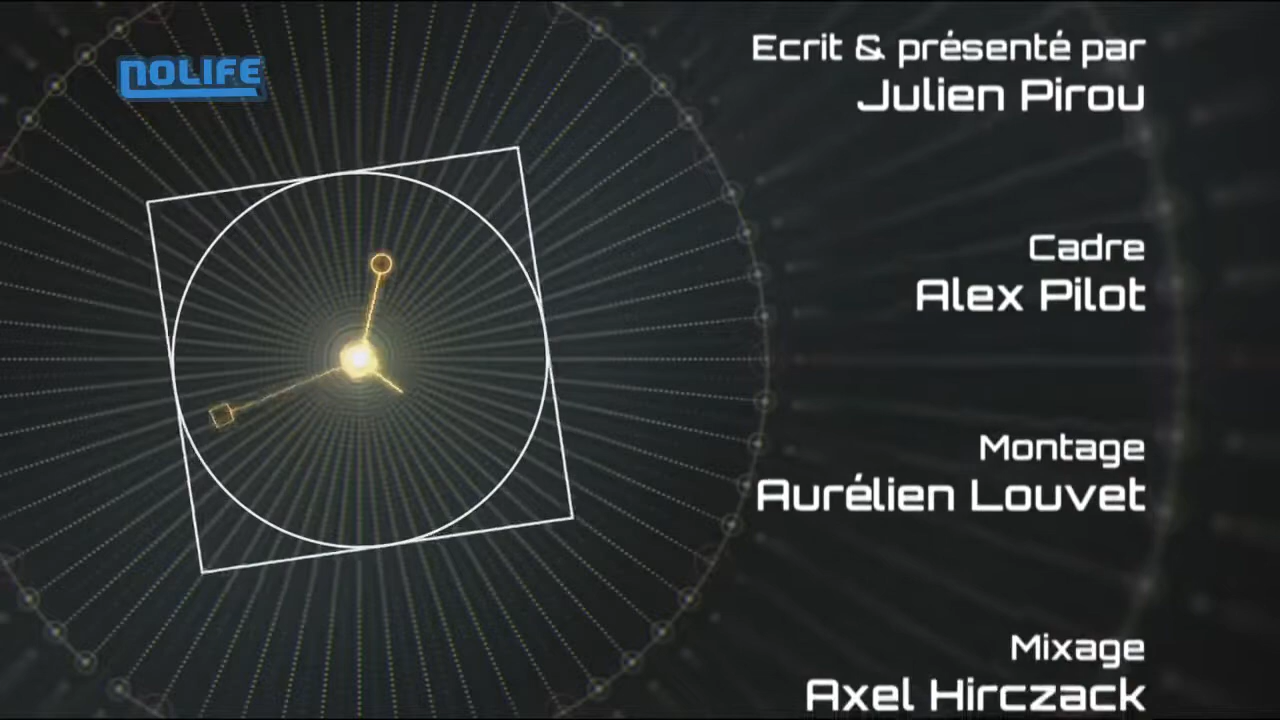 NOLIFE
Ecrit & présenté par
Julien Pirou
Cadre
Alex Pilot
Montage
Aurélien Louvet
Mixage
Axel Hirczack